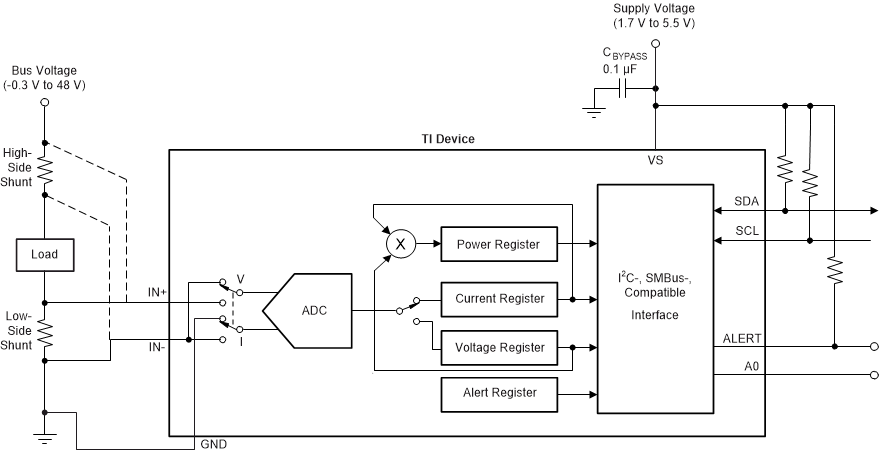 Supply Voltage
(1.7 V to 5.5 V)
C BYPASS
0.1 µF
Bus Voltage
(-0.3 V to 48 V)
TI Device
High-
Side
Shunt
VS
SDA
SCL
Power Register
X
I2C-, SMBus-,
Compatible
Interface
Load
IN+
V
ADC
Current Register
Low-
Side
Shunt
IN-
I
Voltage Register
ALERT
A0
Alert Register
GND